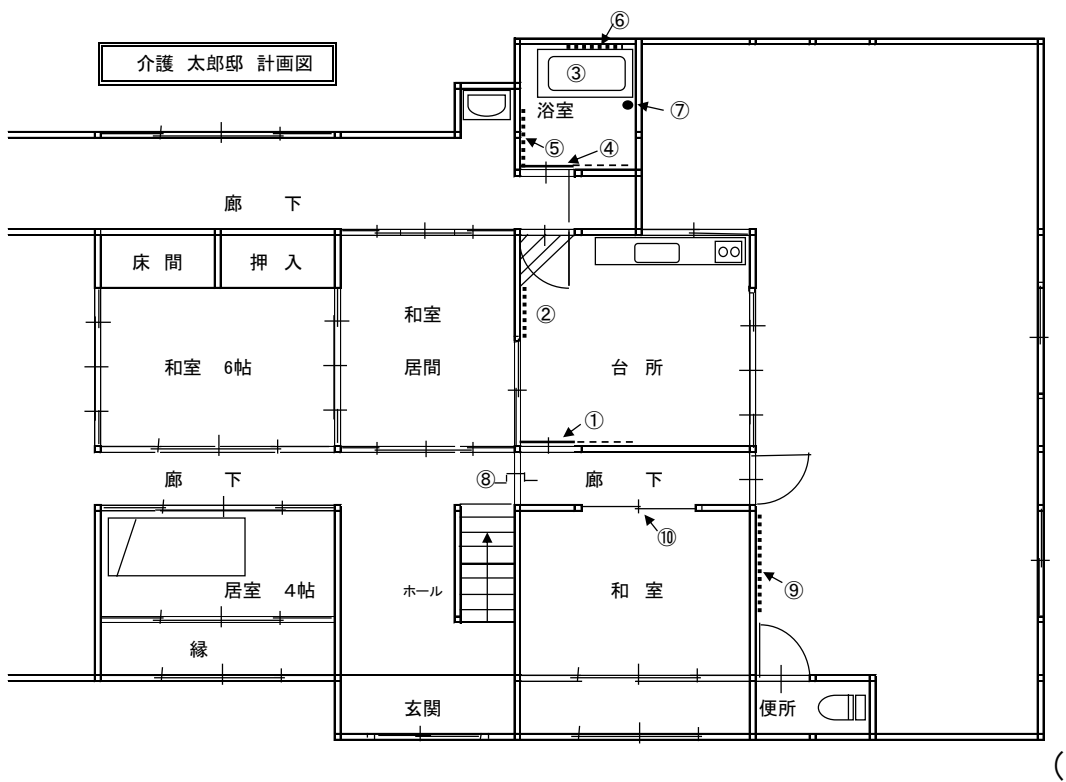 ⑥
介護 太郎邸 計画図
③
浴室
⑦
⑤
④
廊 下
床 間
押 入
和室
②
和室 6帖
居間
台 所
①
廊 下
⑧
廊 下
⑩
居室 4帖
ホール
和 室
⑨
縁
玄関
便所
(